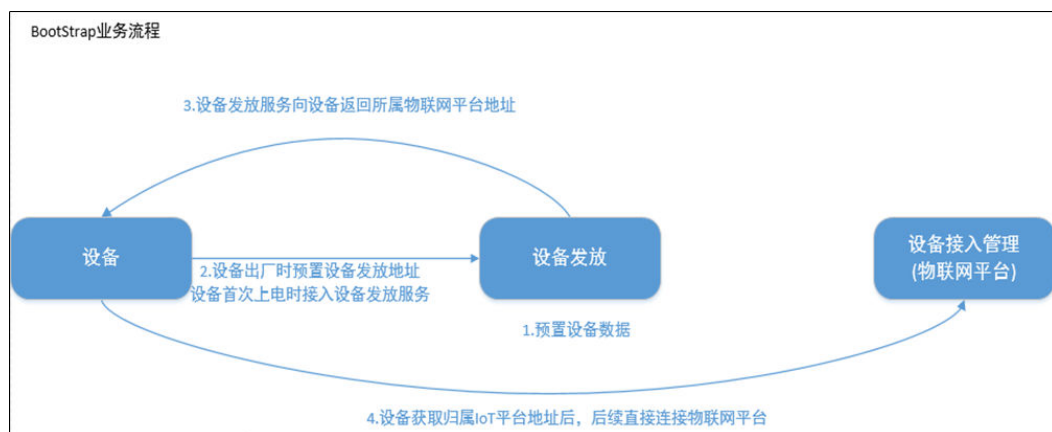 BootStrap业务流程
3.设备发放服务向设备返回所属物联网平台地址
设备
设备发放
设备接入管理
(物联网平台)
2.设备出厂时预置设备发放地址
设备首次上电时接入设备发放服务
1.预置设备数据
4.设备获取归属IoT平台地址后，后续直接连接物联网平台